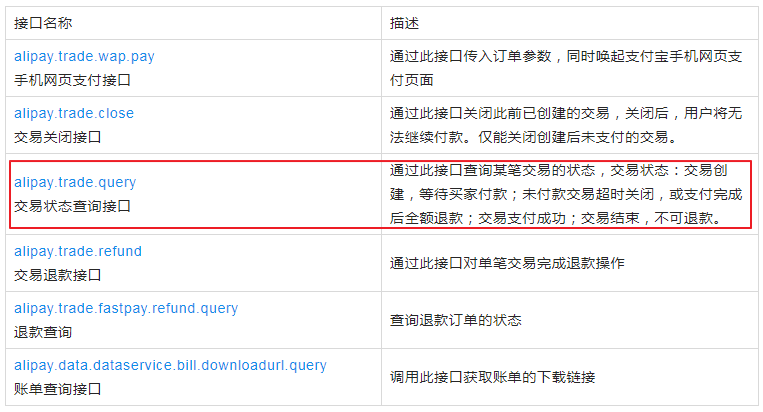 接口名称
描述
alipay.trade.wap.pay
手机网页支付接口
通过此接口传入订单参数，同时唤起支付宝手机网页支
付页面
alipay.trade.close
交易关闭接口
通过此接口关闭此前已创建的交易，关闭后，用户将无
法继续付款。仅能关闭创建后未支付的交易。
alipay.trade.query
交易状态查询接口
通过此接口查询某笔交易的状态，交易状态：交易创
建，等待买家付款；未付款交易超时关闭，或支付完成
后全额退款；交易支付成功；交易结束，不可退款。
alipay.trade.refund
交易退款接口
通过此接口对单笔交易完成退款操作
alipay.trade.fastpay.refund.query
退款查询
查询退款订单的状态
alipay.data.dataservice.bill.downloadurl.query
账单查询接口
调用此接口获取账单的下载链接